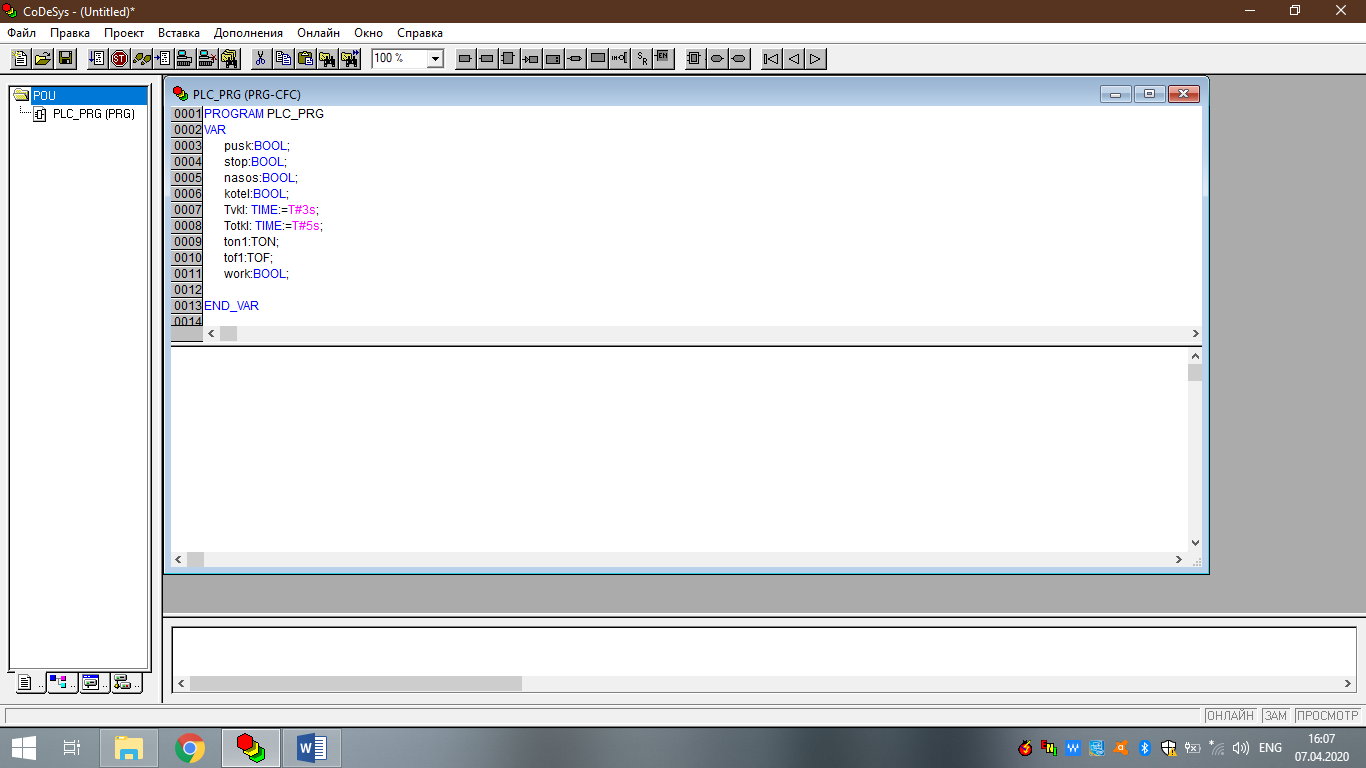 CoDeSys - (Untitled)*
Файл Правка Проект Вставка Дополнения Онлайн Окно Справка
ST
100 %
S R
EN
POU
PLC_PRG (PRG)
PLC_PRG (PRG-CFC)
0001 PROGRAM PLC_PRG
0002 VAR
0003 pusk:BOOL;
0004 stop:BOOL;
0005 nasos:BOOL;
0006 kotel:BOOL;
0007 Tvkl: TIME:=T#3s;
0008 Totkl: TIME:=T#5s;
0009 ton1:TON;
0010 tof1:TOF;
0011 work:BOOL;
0012
0013 END_VAR
0014
.. .. .. ..
ОНЛАЙН ЗАМ ПРОСМОТР
W
N
W
ENG
16:07
07.04.2020